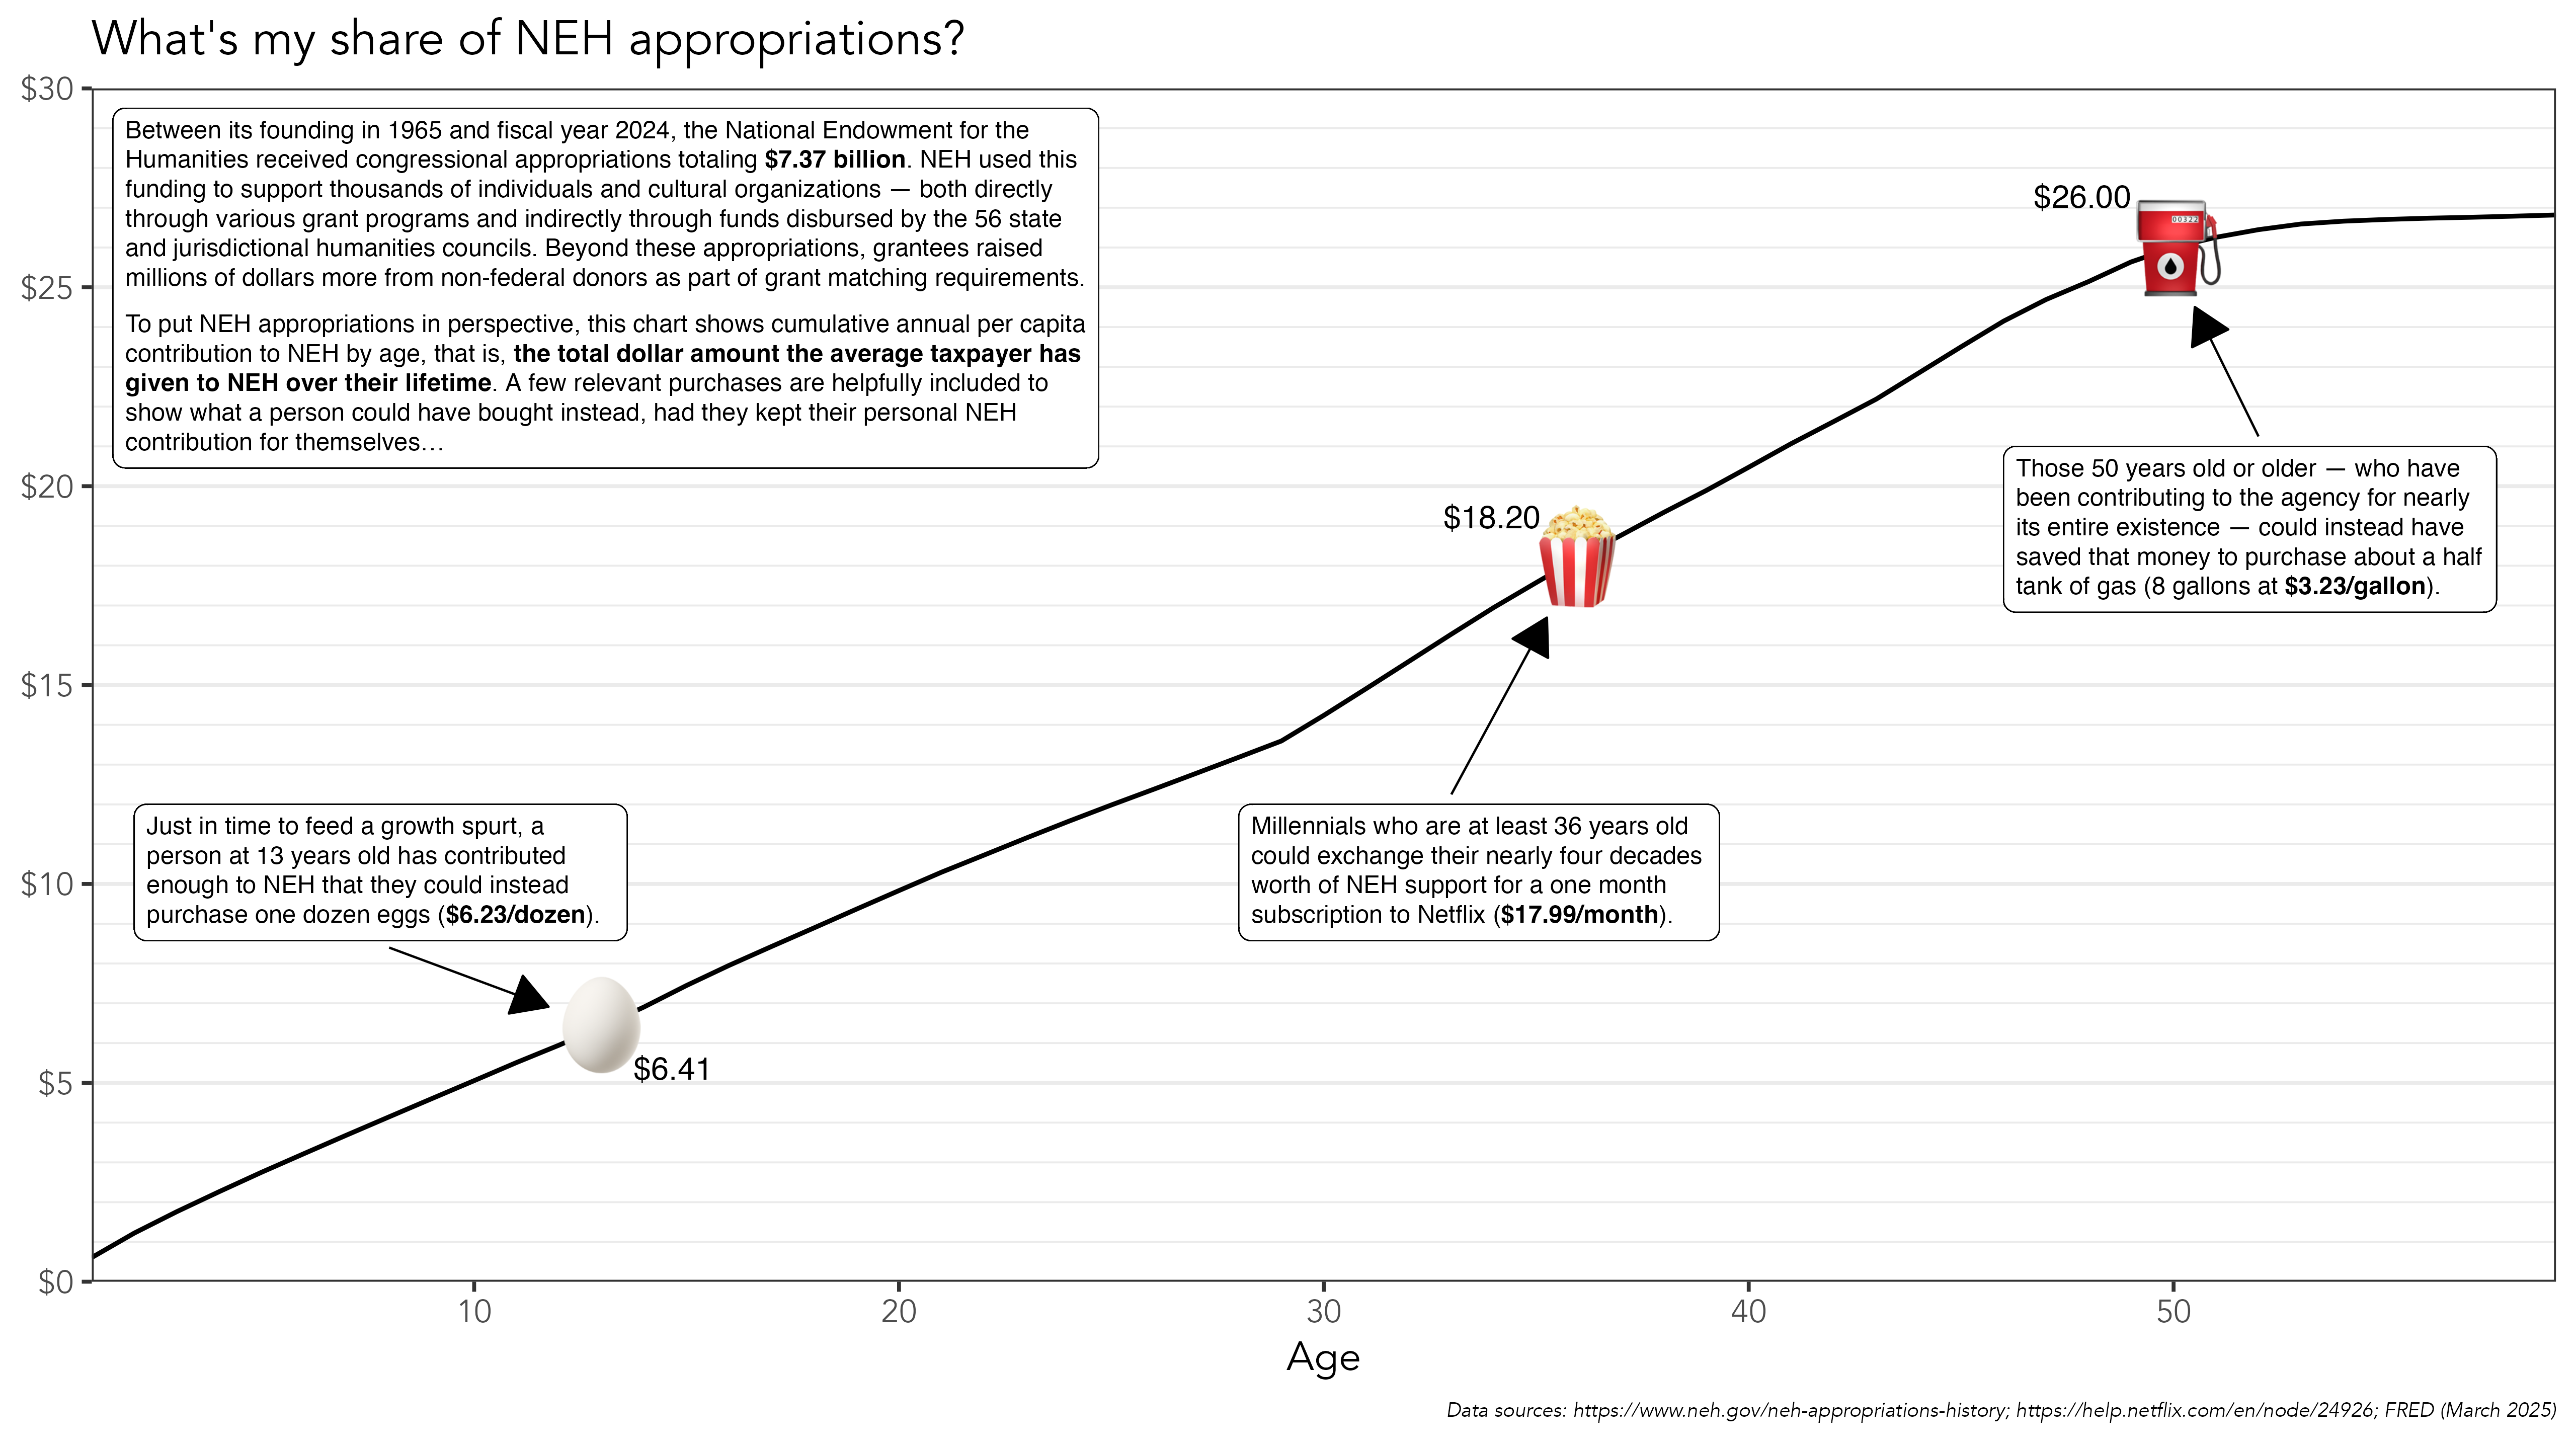 What's my share of NEH appropriations?
$30
Between its founding in 1965 and fiscal year 2024, the National Endowment for the
Humanities received congressional appropriations totaling $7.37 billion. NEH used this
funding to support thousands of individuals and cultural organizations — both directly
through various grant programs and indirectly through funds disbursed by the 56 state
and jurisdictional humanities councils. Beyond these appropriations, grantees raised
millions of dollars more from non-federal donors as part of grant matching requirements.
To put NEH appropriations in perspective, this chart shows cumulative annual per capita
contribution to NEH by age, that is, the total dollar amount the average taxpayer has
given to NEH over their lifetime. A few relevant purchases are helpfully included to
show what a person could have bought instead, had they kept their personal NEH
contribution for themselves…
$26.00
00322
$25
$20
Those 50 years old or older — who have
been contributing to the agency for nearly
its entire existence — could instead have
saved that money to purchase about a half
tank of gas (8 gallons at $3.23/gallon).
$18.20
$15
Just in time to feed a growth spurt, a
person at 13 years old has contributed
enough to NEH that they could instead
purchase one dozen eggs ($6.23/dozen).
Millennials who are at least 36 years old
could exchange their nearly four decades
worth of NEH support for a one month
subscription to Netflix ($17.99/month).
$10
$6.41
$5
$0
10 20 30 40 50
Age
Data sources: https://www.neh.gov/neh-appropriations-history; https://help.netflix.com/en/node/24926; FRED (March 2025)